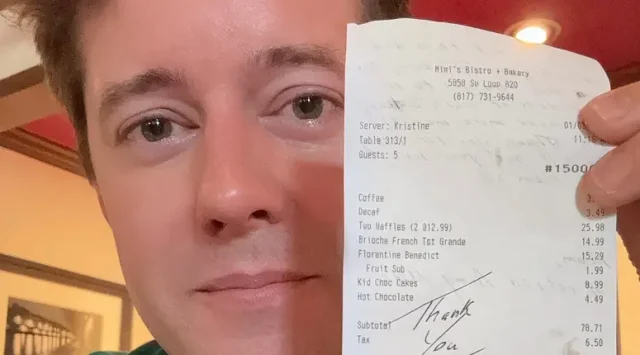 Mimi's Bistro + Bakery
5858 So Loop 820
(817) 731-9644
Server: Kristine
Table 313/1
Guests: 5
Coffee
Decaf 3.49
Two Waffles (2 @12.99) 25.98
Brioche French Tst Grande 14.99
Florentine Benedict 15.29
Fruit Sub 1.99
Kid Choc Cakes 8.99
Hot Chocolate 4.49
Subtotal 78.71
Tax 6.50
Thank
You